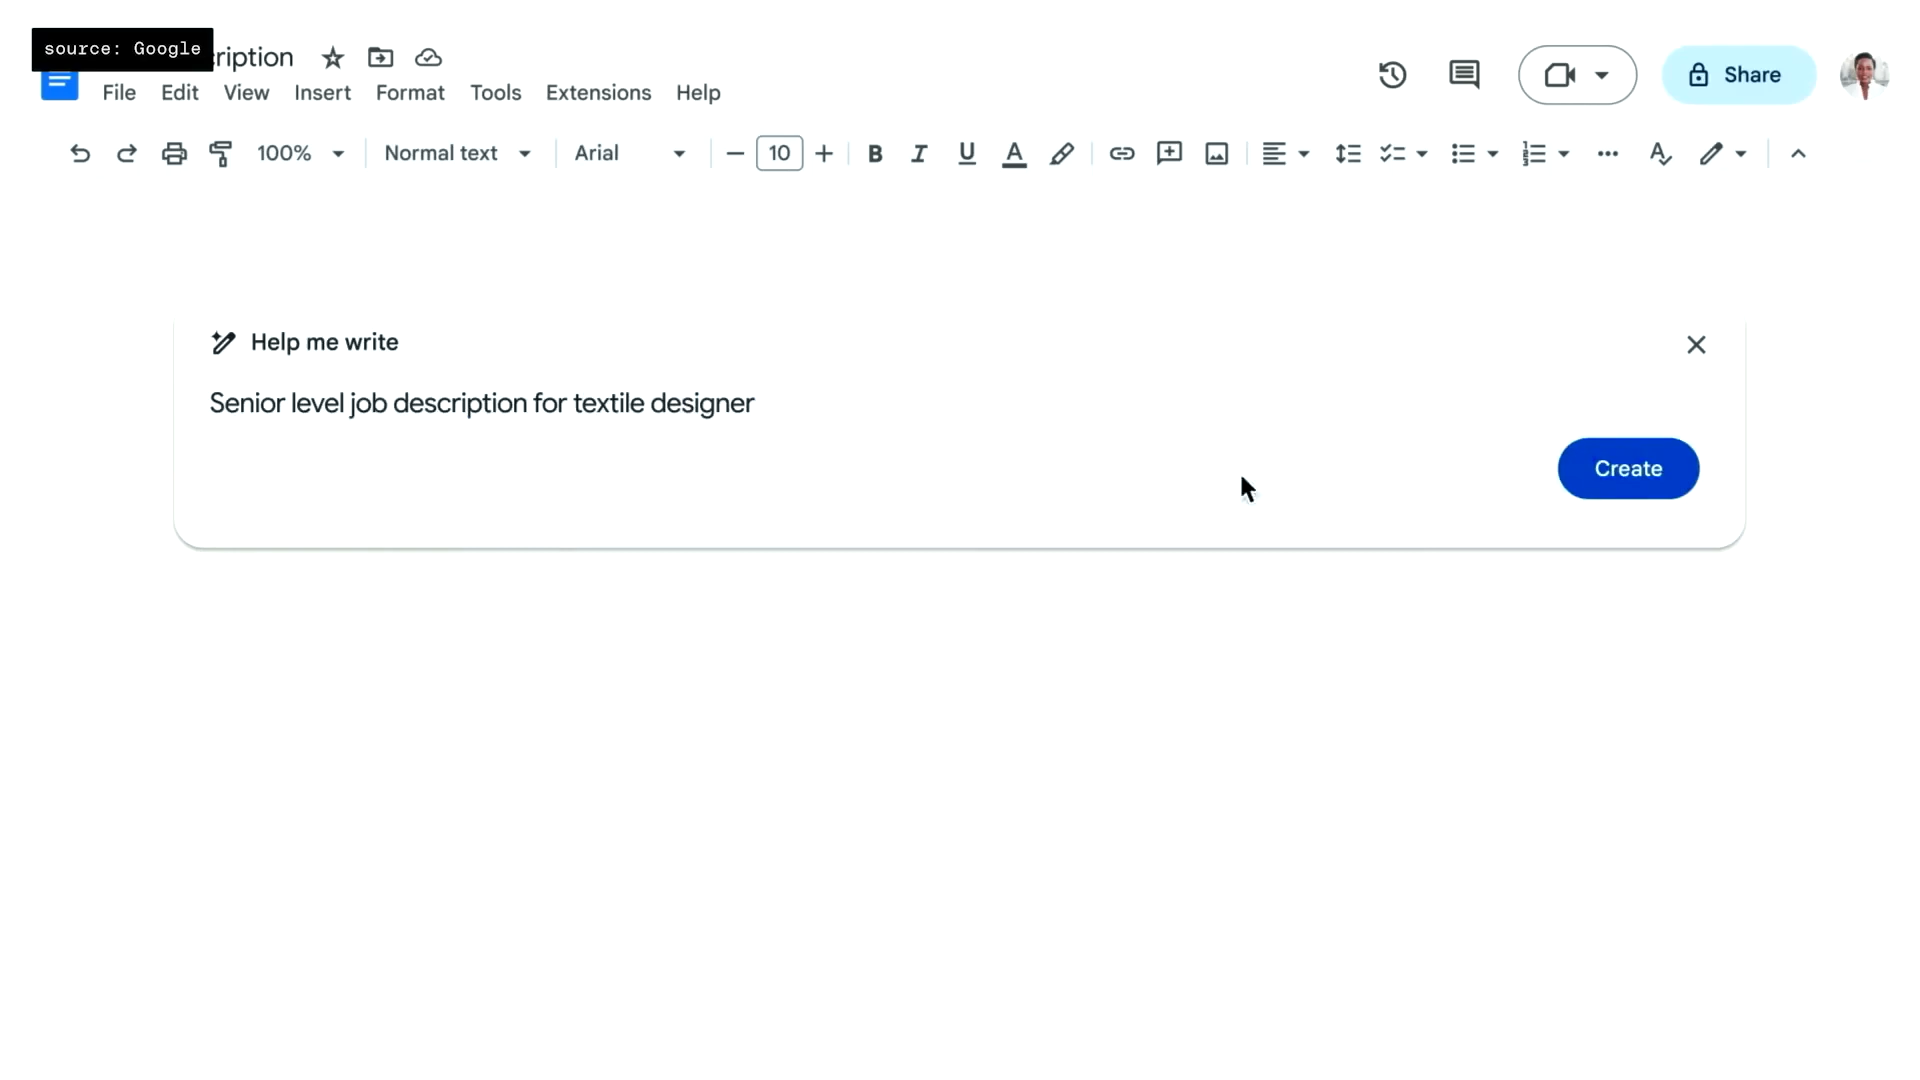 source: Google
cription
File Edit View Insert Format Tools Extensions Help
Share
100% Normal text Arial 10 B I U A
Help me write
Senior level job description for textile designer
Create